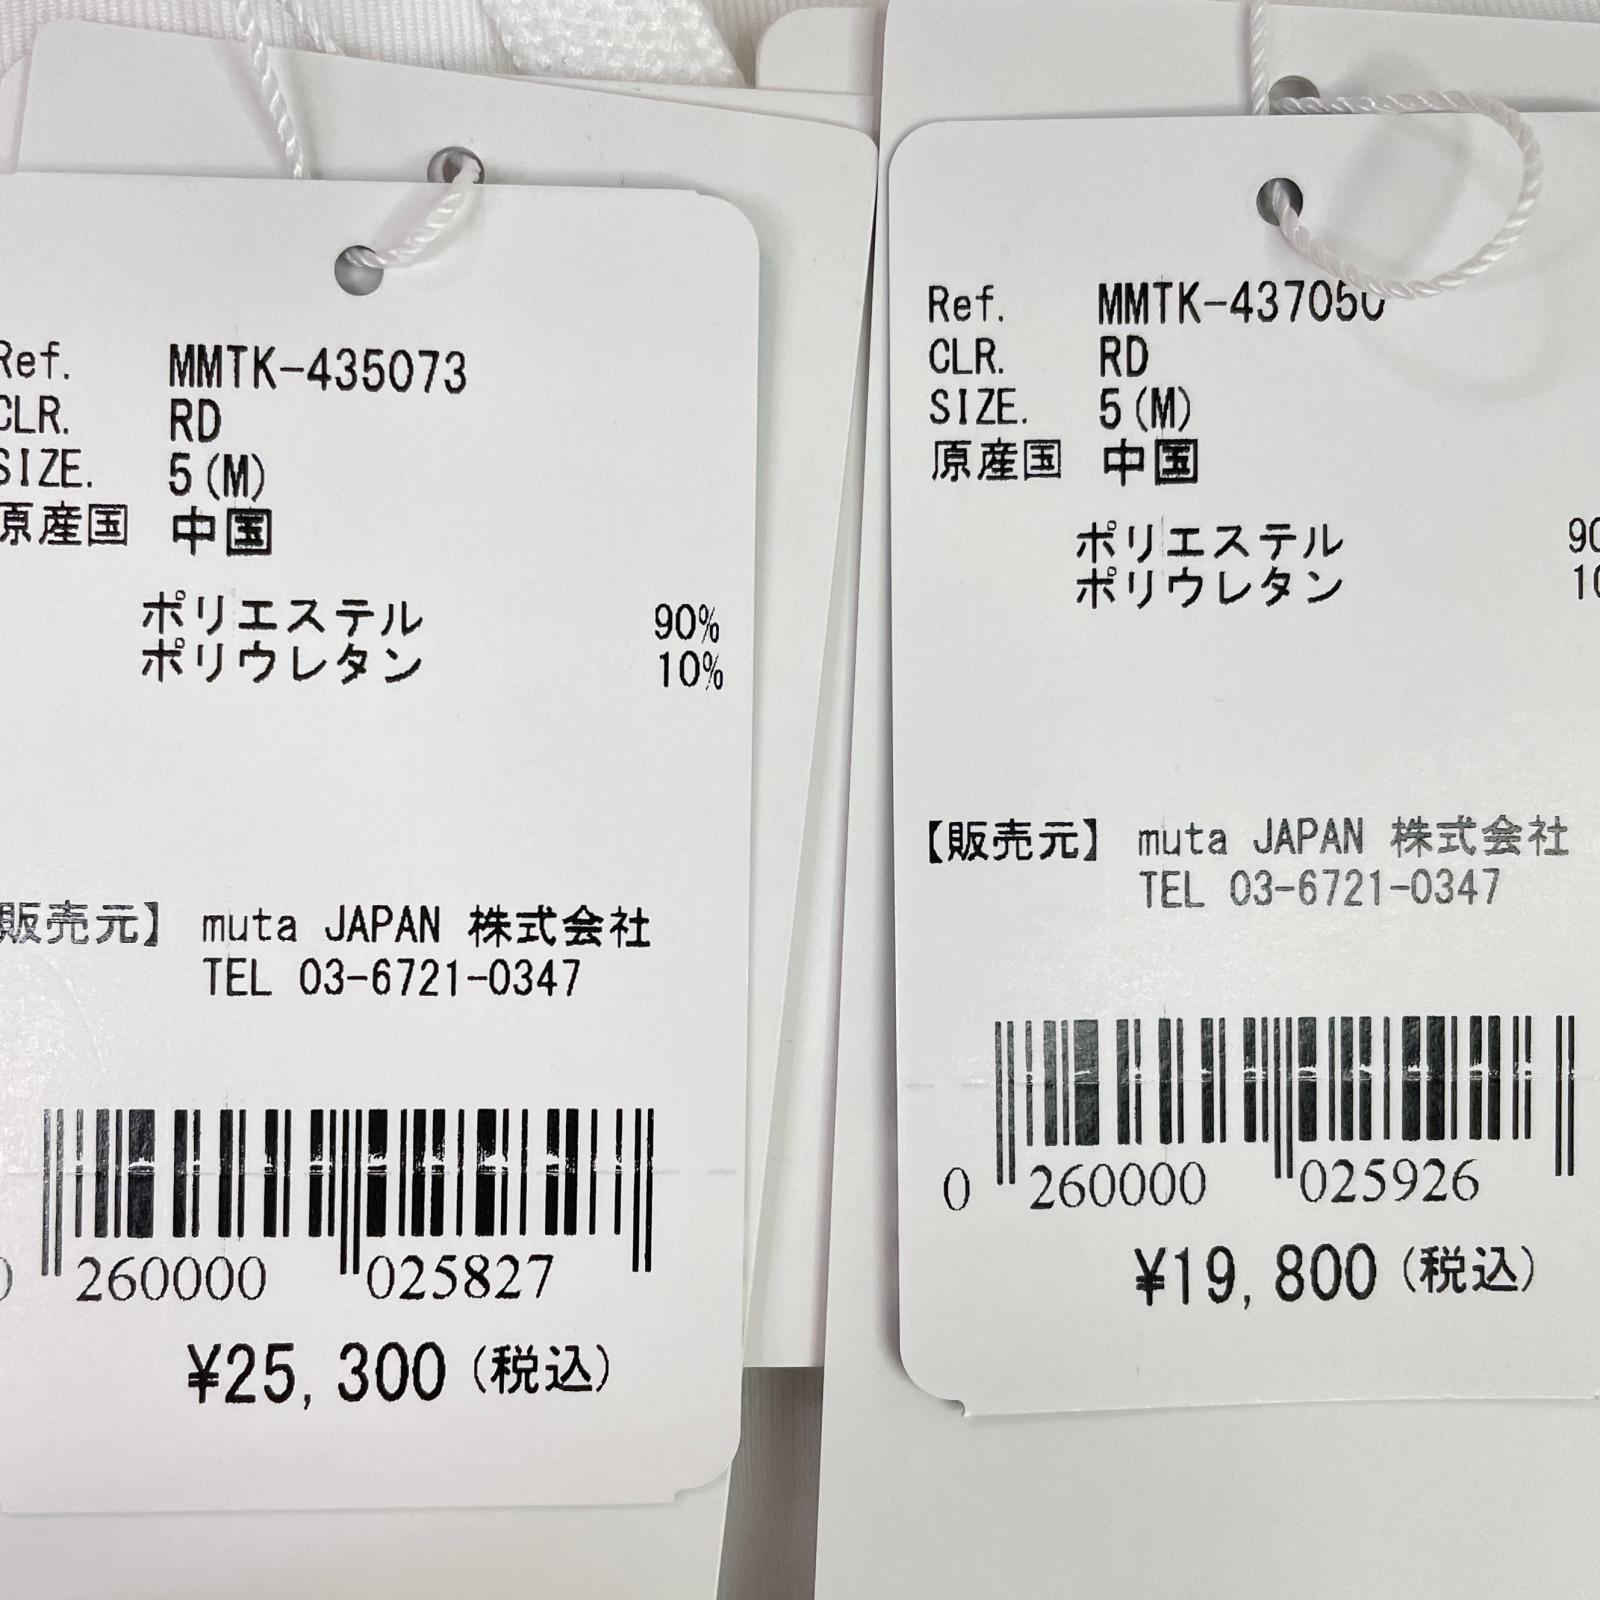 Ref. MMTK-435073
CLR. RD
SIZE. 5(M)
原産国 中国
ポリエステル 90%
ポリウレタン 10%
販売元】 muta JAPAN 株式会社
TEL 03-6721-0347
0 260000 025827
¥25,300(税込)
Ref. MMTK-437050
CLR. RD
SIZE. 5(M)
原産国 中国
ポリエステル 90
ポリウレタン 10
【販売元】 muta JAPAN 株式会社
TEL 03-6721-0347
0 260000 025926
¥19,800(税込)